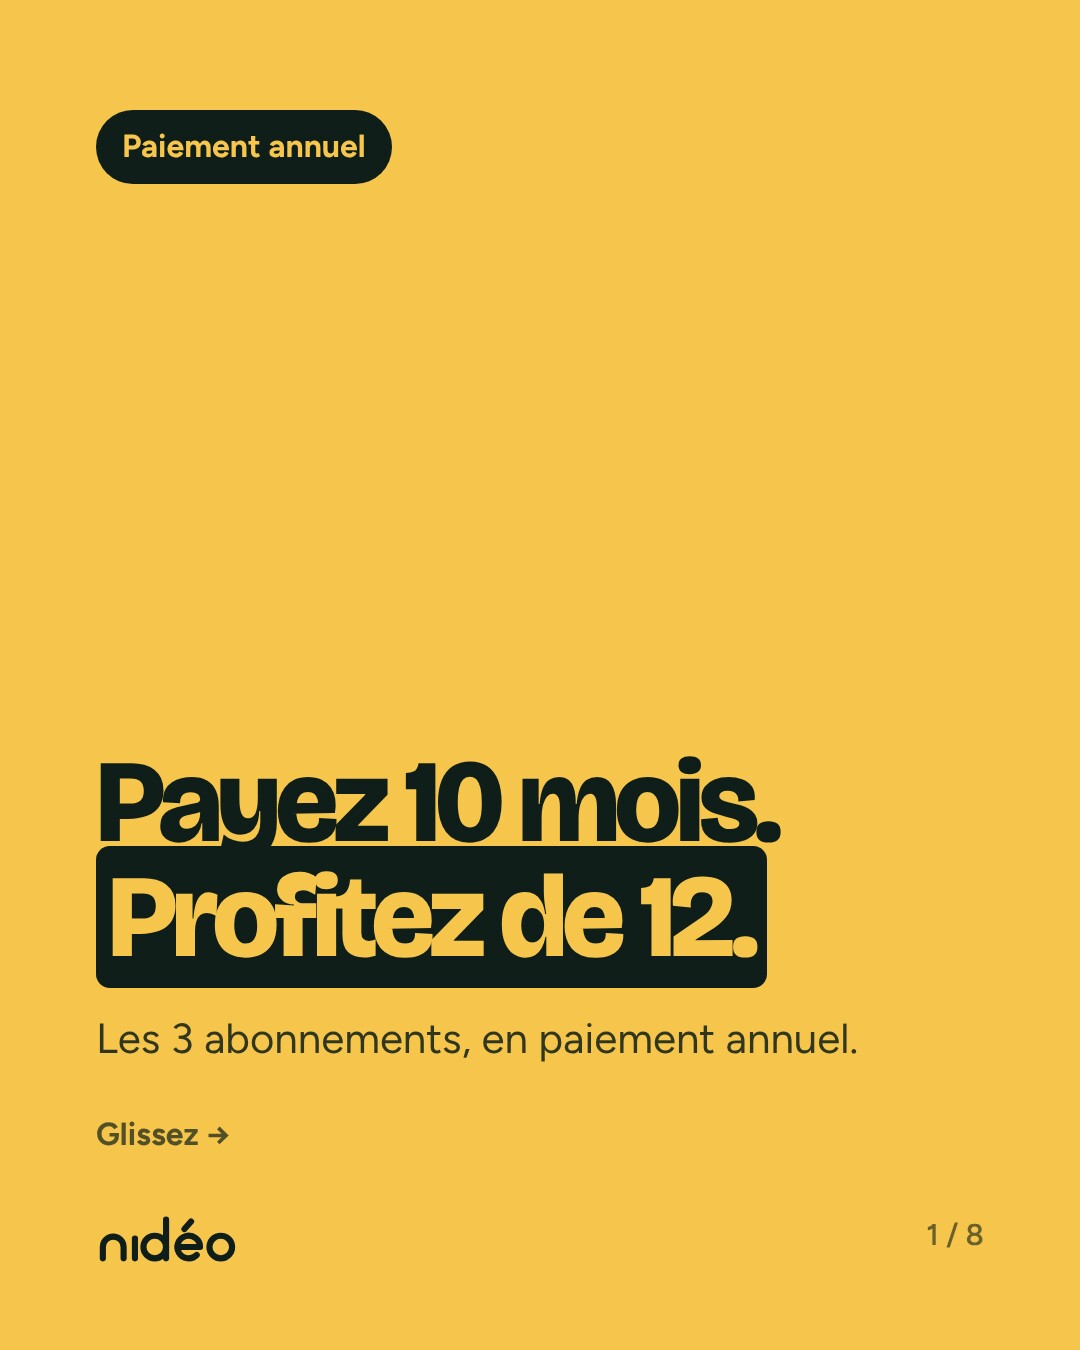 Paiement annuel
Payez 10 mois.
Profitez de 12.
Les 3 abonnements, en paiement annuel.
Glissez →
nidéo
1 / 8